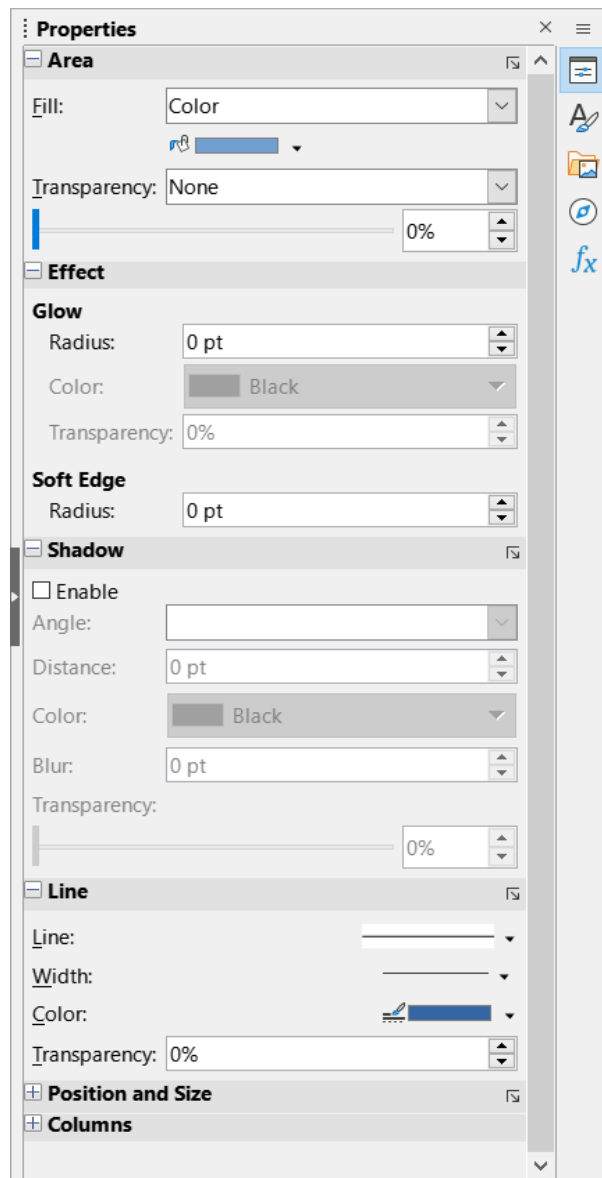 Properties
Area
Fill: Color
Transparency: None
0%
Effect
Glow
Radius: 0 pt
Color: Black
Transparency: 0%
Soft Edge
Radius: 0 pt
Shadow
Enable
Angle:
Distance: 0 pt
Color: Black
Blur: 0 pt
Transparency:
0%
Line
Line:
Width:
Color:
Transparency: 0%
Position and Size
Columns
A
fx